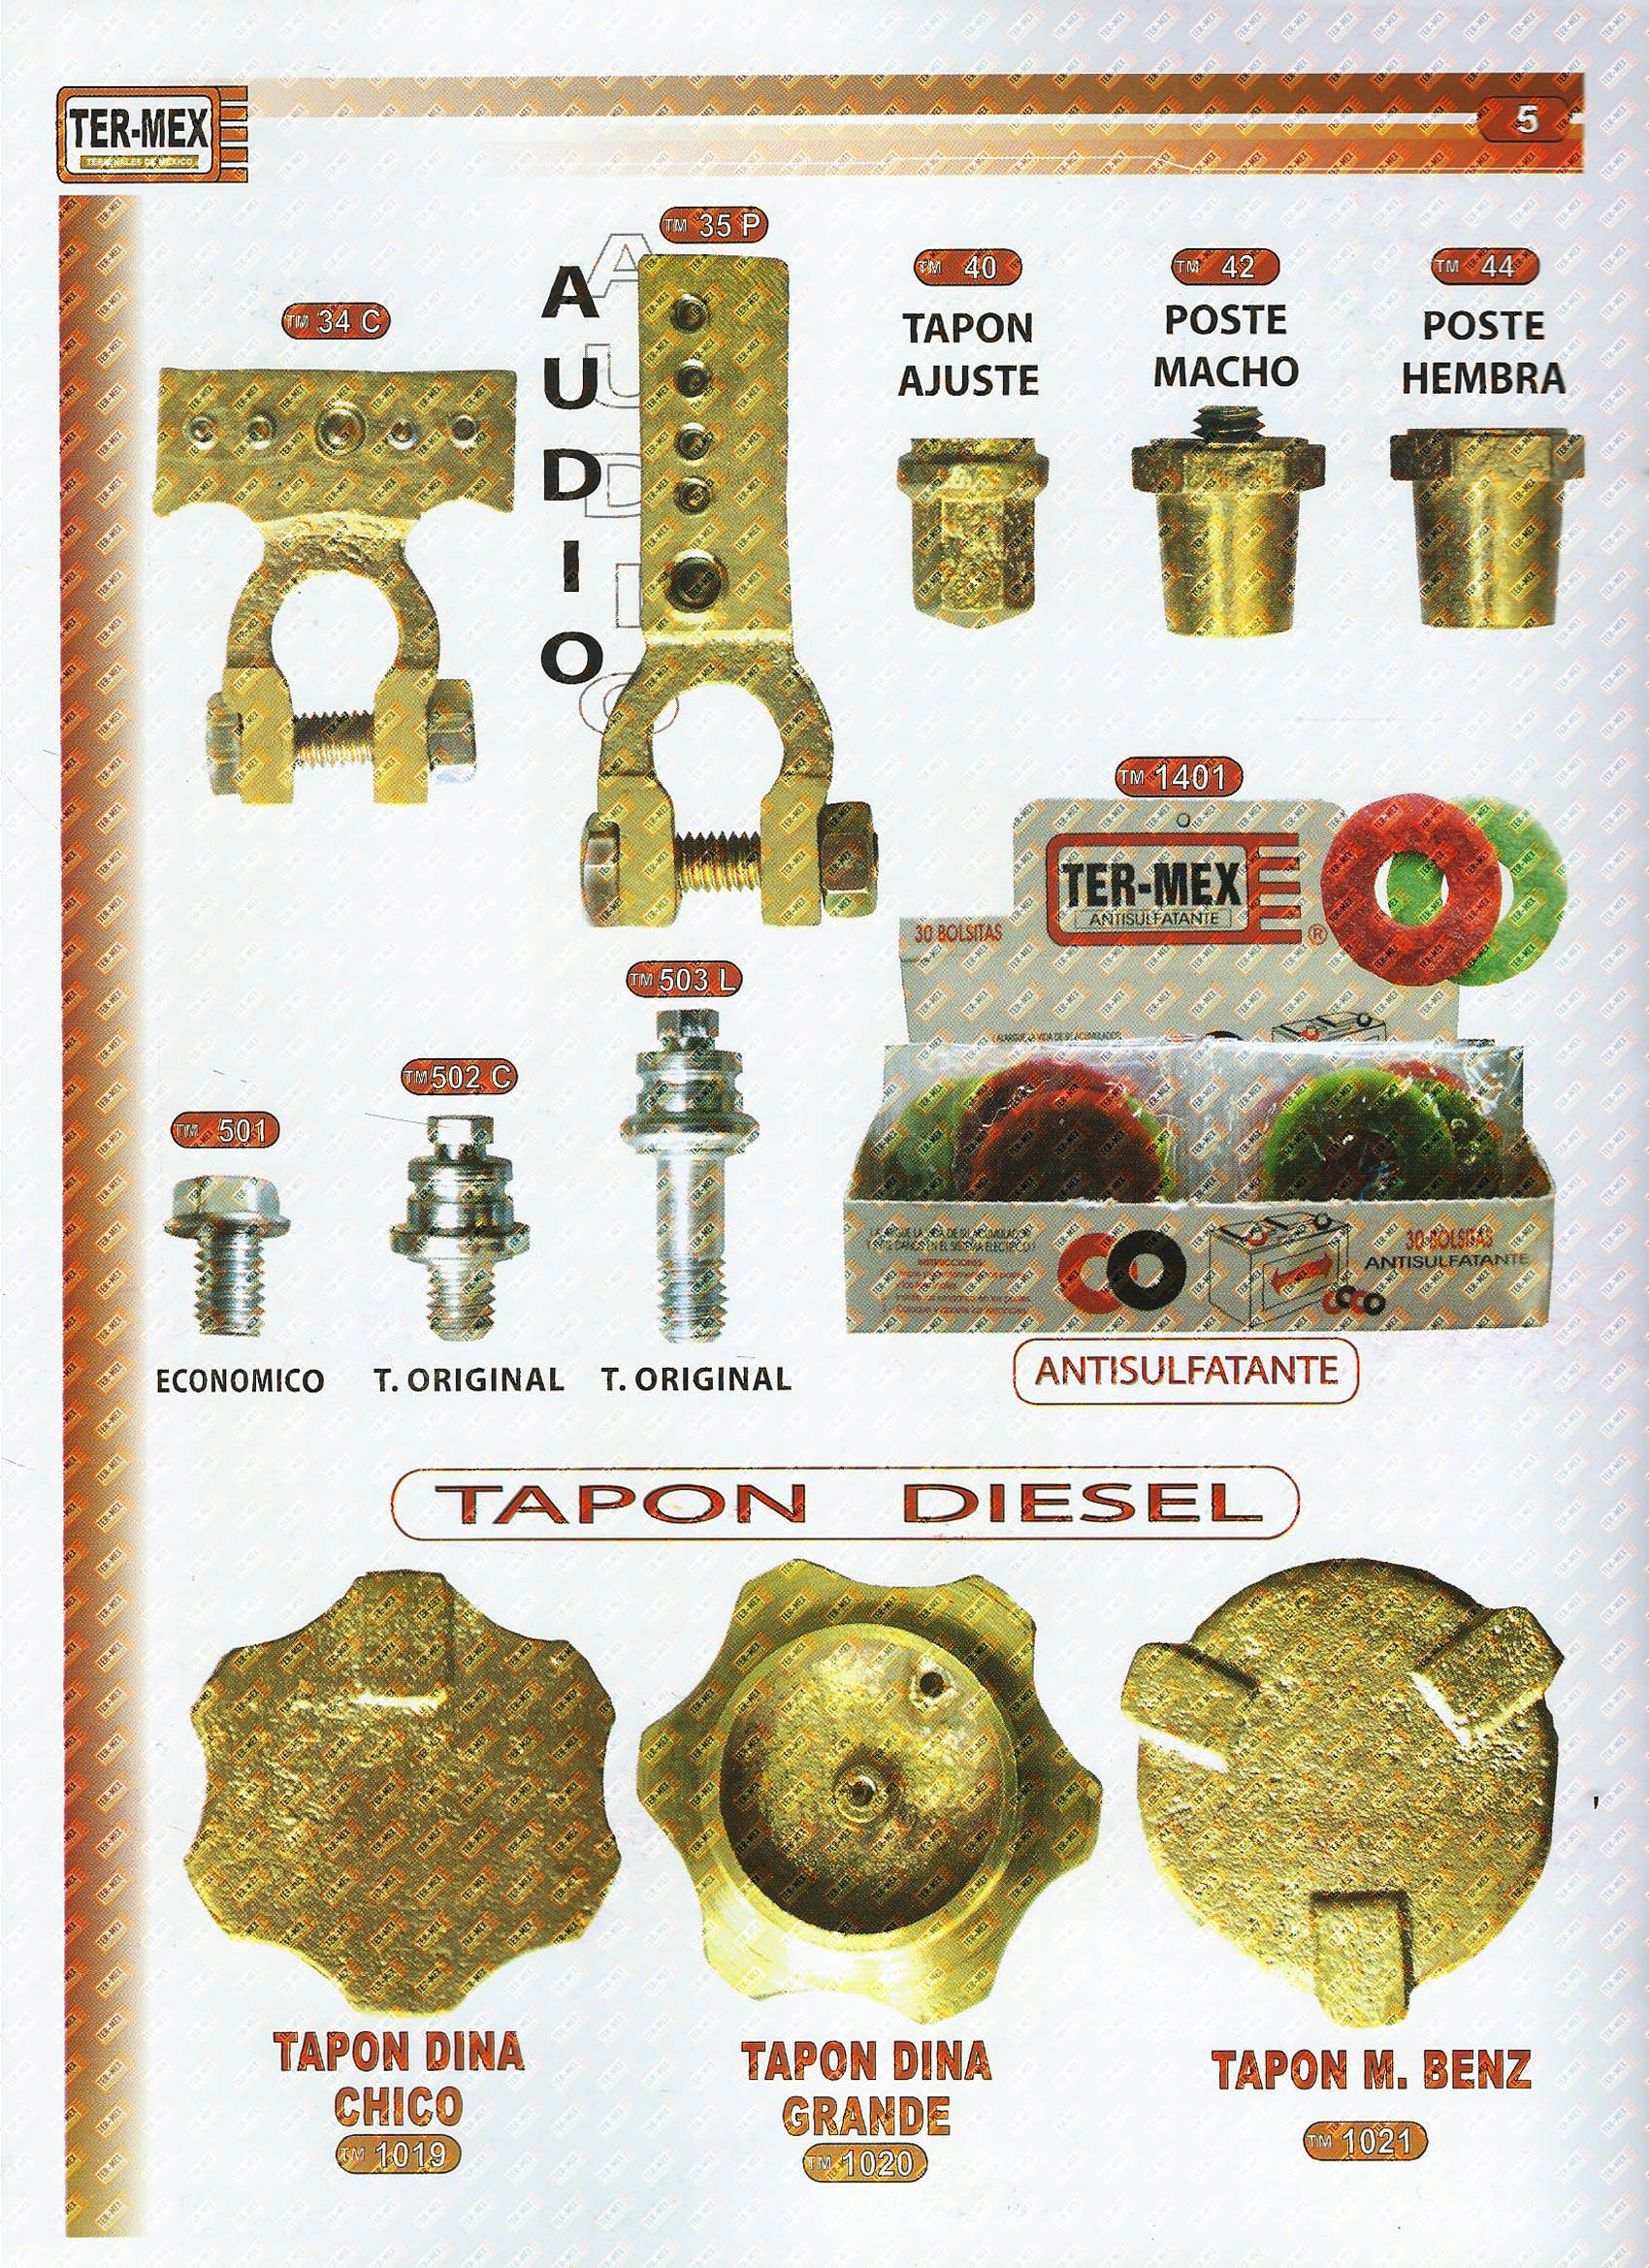 TER-MEX
TERMINALES DE MEXICO
5
TM 34 C
AUDIO
TM 35 P
TM 40
TAPON
AJUSTE
TM 42
POSTE
MACHO
TM 44
POSTE
HEMBRA
TM 1401
TER-MEX
ANTISULFATANTE
®
30 BOLSITAS
30 BOLSITAS
ANTISULFATANTE
INSTRUCCIONES:
ANTISULFATANTE
TM 501
ECONOMICO
TM 502 C
T. ORIGINAL
TM 503 L
T. ORIGINAL
TAPON DIESEL
TAPON DINA
CHICO
TM 1019
TAPON DINA
GRANDE
TM 1020
TAPON M. BENZ
TM 1021